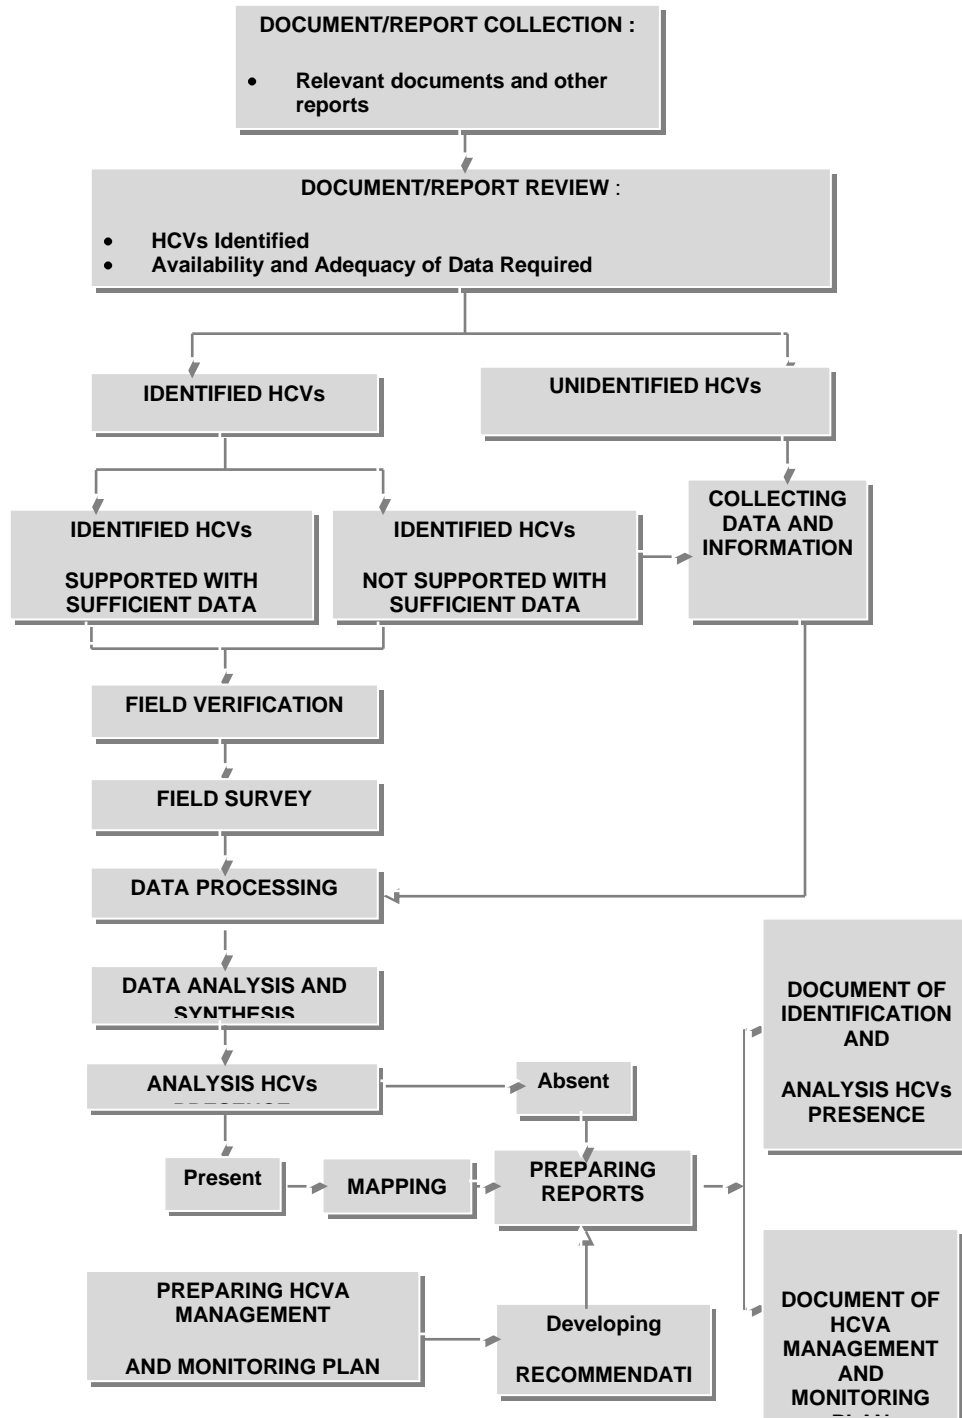 DOCUMENT/REPORT COLLECTION :
• Relevant documents and other
reports
DOCUMENT/REPORT REVIEW :
• HCVs Identified
• Availability and Adequacy of Data Required
IDENTIFIED HCVs
UNIDENTIFIED HCVs
IDENTIFIED HCVs
SUPPORTED WITH
SUFFICIENT DATA
IDENTIFIED HCVs
NOT SUPPORTED WITH
SUFFICIENT DATA
COLLECTING
DATA AND
INFORMATION
FIELD VERIFICATION
FIELD SURVEY
DATA PROCESSING
DATA ANALYSIS AND
SYNTHESIS
ANALYSIS HCVs
PRESENCE
Absent
Present
MAPPING
PREPARING
REPORTS
DOCUMENT OF
IDENTIFICATION
AND
ANALYSIS HCVs
PRESENCE
PREPARING HCVA
MANAGEMENT
AND MONITORING PLAN
Developing
RECOMMENDATI
DOCUMENT OF
HCVA
MANAGEMENT
AND
MONITORING
PLAN